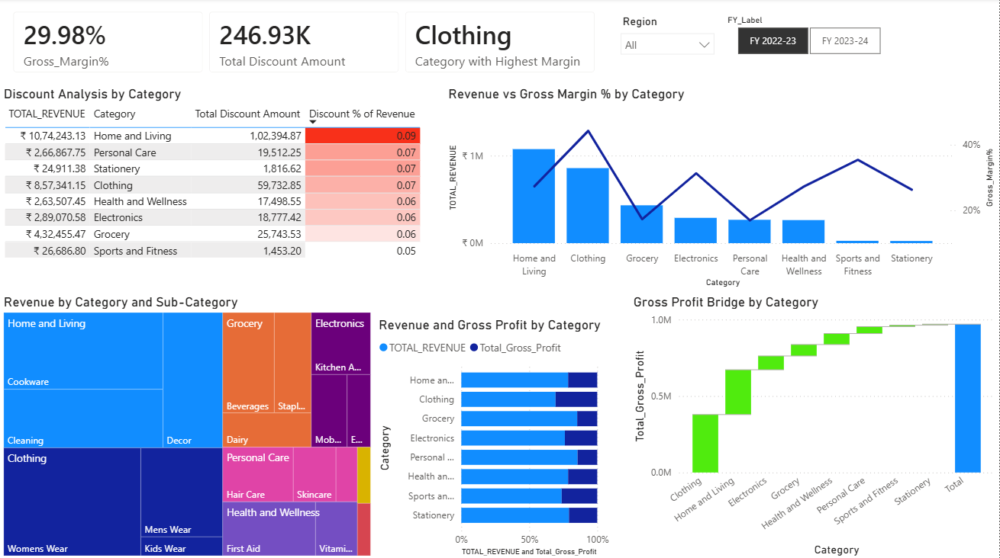 29.98%
Gross_Margin%
246.93K
Total Discount Amount
Clothing
Category with Highest Margin
Region
All
FY_Label
FY 2022-23
FY 2023-24
Discount Analysis by Category
TOTAL_REVENUE Category Total Discount Amount Discount % of Revenue
₹ 10,74,243.13 Home and Living 1,02,394.87 0.09
₹ 2,66,867.75 Personal Care 19,512.25 0.07
₹ 24,911.38 Stationery 1,816.62 0.07
₹ 8,57,341.15 Clothing 59,732.85 0.07
₹ 2,63,507.45 Health and Wellness 17,498.55 0.06
₹ 2,89,070.58 Electronics 18,777.42 0.06
₹ 4,32,455.47 Grocery 25,743.53 0.06
₹ 26,686.80 Sports and Fitness 1,453.20 0.05
Revenue vs Gross Margin % by Category
TOTAL_REVENUE
₹ 1M
₹ 0M
40%
20%
Gross_Margin%
Home and Living
Clothing
Grocery
Electronics
Personal Care
Health and Wellness
Sports and Fitness
Stationery
Category
Revenue by Category and Sub-Category
Home and Living
Cookware
Cleaning
Decor
Clothing
Womens Wear
Mens Wear
Kids Wear
Grocery
Beverages
Stapl...
Dairy
Electronics
Kitchen A...
Mob...
E...
Personal Care
Hair Care
Skincare
Health and Wellness
First Aid
Vitami...
Revenue and Gross Profit by Category
TOTAL_REVENUE Total_Gross_Profit
Category
Home an...
Clothing
Grocery
Electronics
Personal ...
Health an...
Sports an...
Stationery
0% 50% 100%
TOTAL_REVENUE and Total_Gross_Profit
Gross Profit Bridge by Category
Total_Gross_Profit
1.0M
0.5M
0.0M
Clothing
Home and Living
Electronics
Grocery
Health and Wellness
Personal Care
Sports and Fitness
Stationery
Total
Category